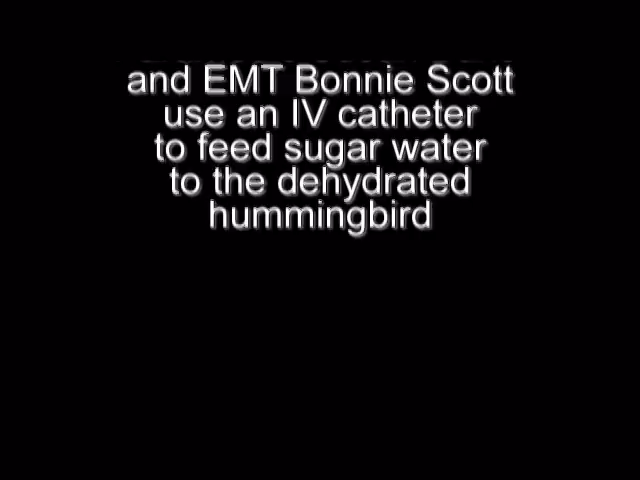 and EMT Bonnie Scott
use an IV catheter
to feed sugar water
to the dehydrated
hummingbird